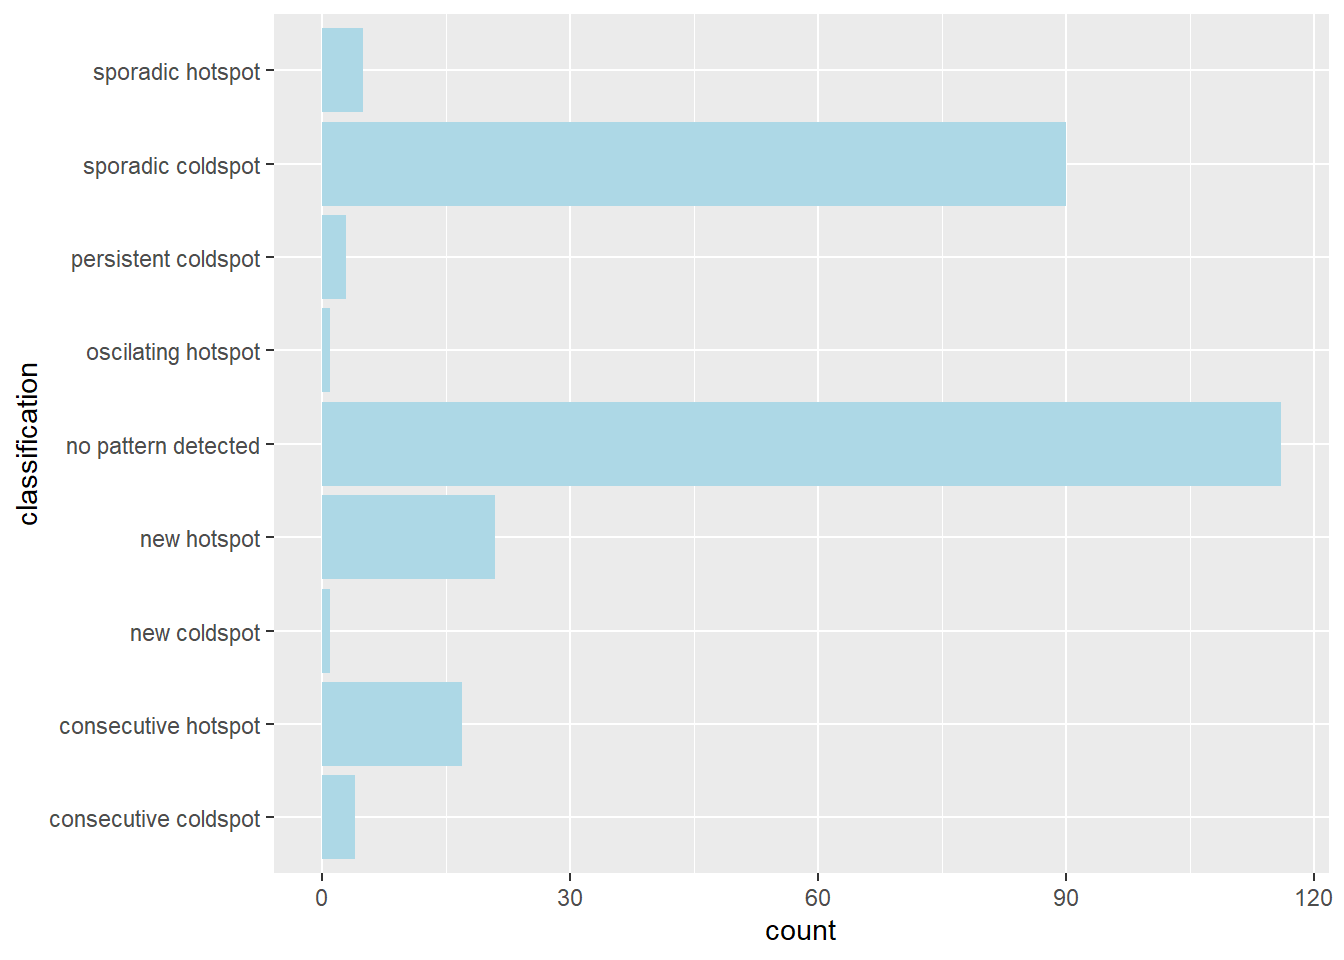 sporadic hotspot
sporadic coldspot
persistent coldspot
oscilating hotspot
no pattern detected
new hotspot
new coldspot
consecutive hotspot
consecutive coldspot
classification
0 30 60 90 120
count